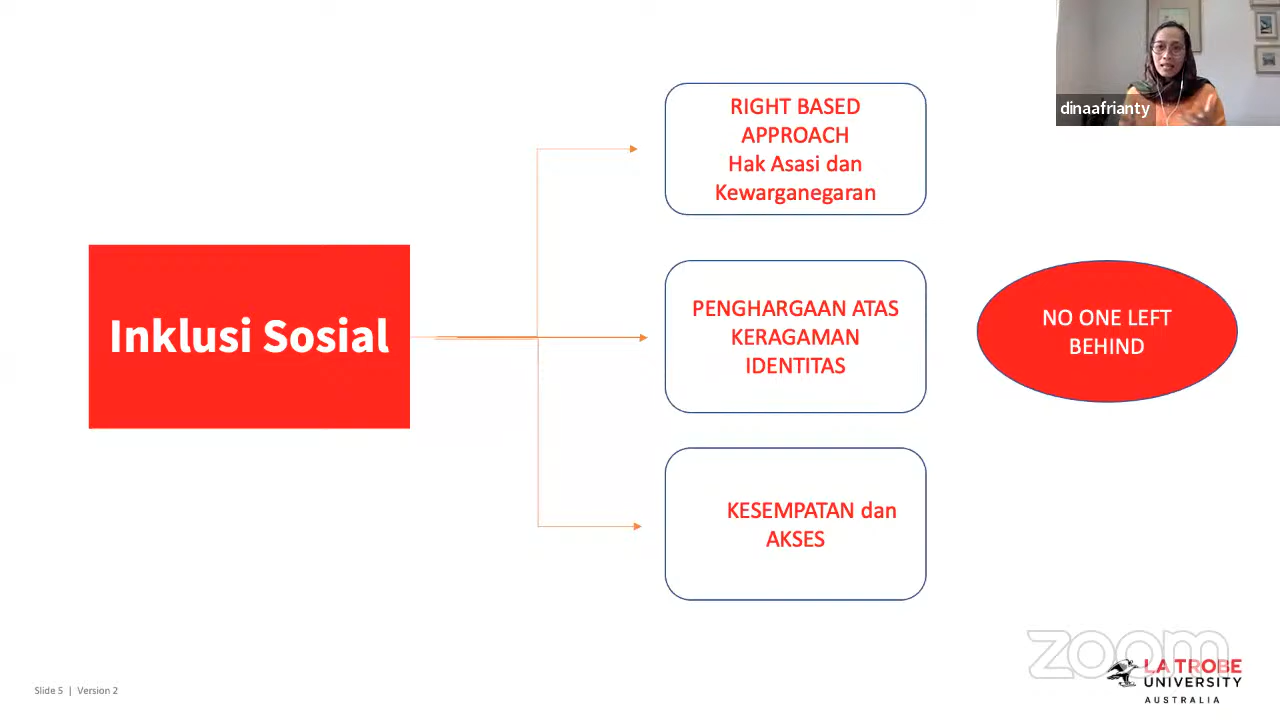 dinaafrianty
RIGHT BASED
APPROACH
Hak Asasi dan
Kewarganegaran
Inklusi Sosial
PENGHARGAAN ATAS
KERAGAMAN
IDENTITAS
NO ONE LEFT
BEHIND
KESEMPATAN dan
AKSES
zoom
LA TROBE
UNIVERSITY
AUSTRALIA
Slide 5 | Version 2